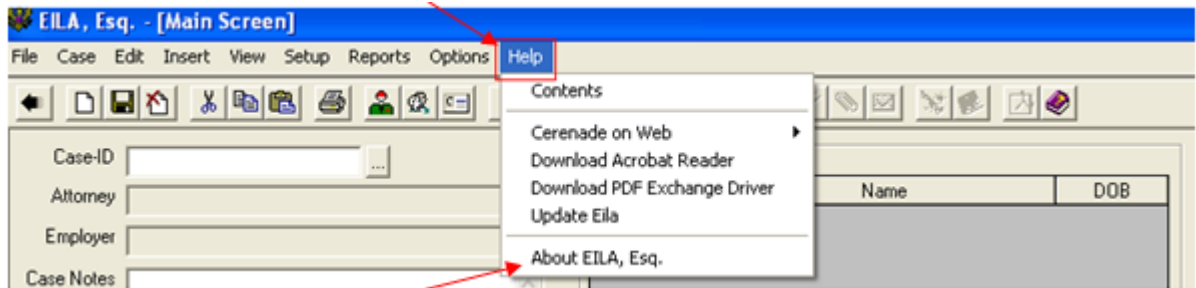 EILA, Esq. - [Main Screen]
File Case Edit Insert View Setup Reports Options Help
Contents
Cerenade on Web
Case-ID ...
Download Acrobat Reader
Attorney
Download PDF Exchange Driver
Name DOB
Update Eila
Employer
About EILA, Esq.
Case Notes